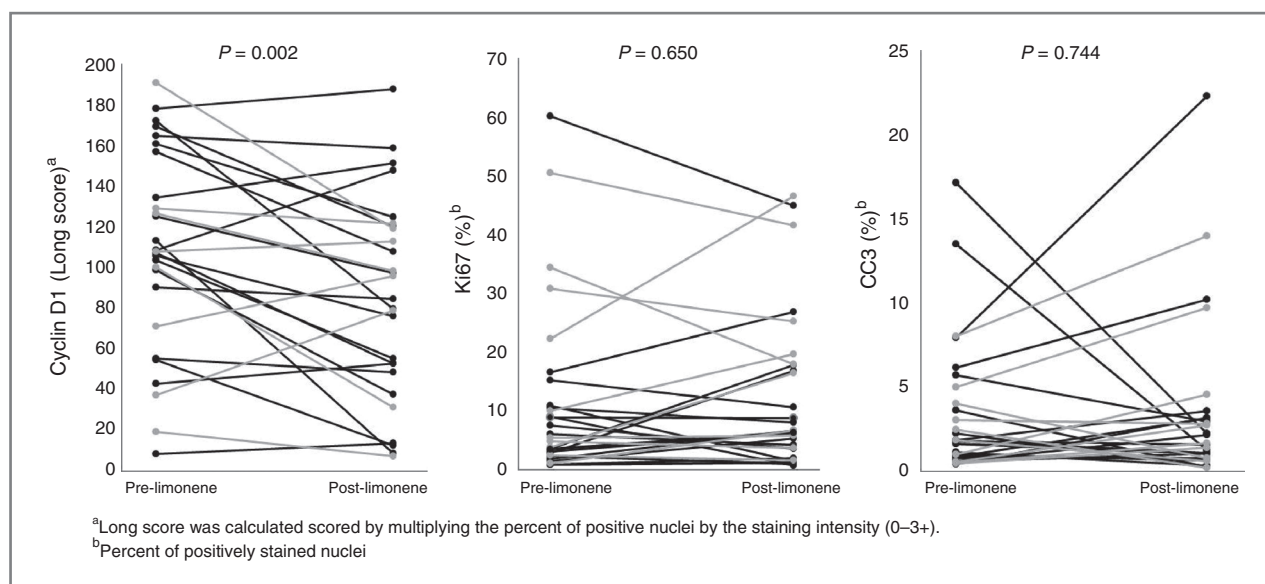 P = 0.002
200
180
160
140
120
100
80
60
40
20
0
Cyclin D1 (Long score)a
Pre-limonene
Post-limonene
P = 0.650
70
60
50
40
30
20
10
0
Ki67 (%)b
Pre-limonene
Post-limonene
P = 0.744
25
20
15
10
5
0
CC3 (%)b
Pre-limonene
Post-limonene
aLong score was calculated scored by multiplying the percent of positive nuclei by the staining intensity (0–3+).
bPercent of positively stained nuclei